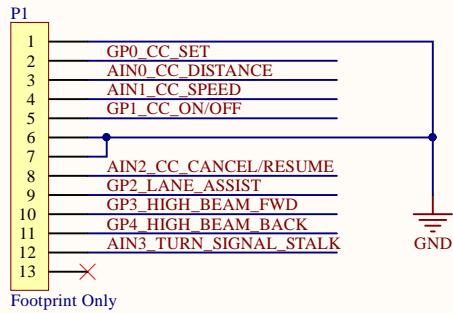 P1
1
GP0_CC_SET
2
AIN0_CC_DISTANCE
3
AIN1_CC_SPEED
4
GP1_CC_ON/OFF
5
6
7
AIN2_CC_CANCEL/RESUME
8
GP2_LANE_ASSIST
9
GP3_HIGH_BEAM_FWD
10
GP4_HIGH_BEAM_BACK
11
AIN3_TURN_SIGNAL_STALK
12
GND
13
Footprint Only